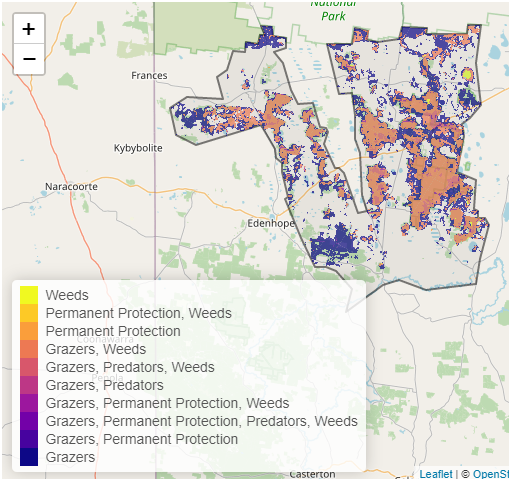 National
Park
+
−
Frances
Kybybolite
Naracoorte
Edenhope
Weeds
Permanent Protection, Weeds
Permanent Protection
Grazers, Weeds
Coonawarra
Grazers, Predators, Weeds
Grazers, Predators
Grazers, Permanent Protection, Weeds
Grazers, Permanent Protection, Predators, Weeds
Grazers, Permanent Protection
Grazers
Casterton
Leaflet | © OpenSt